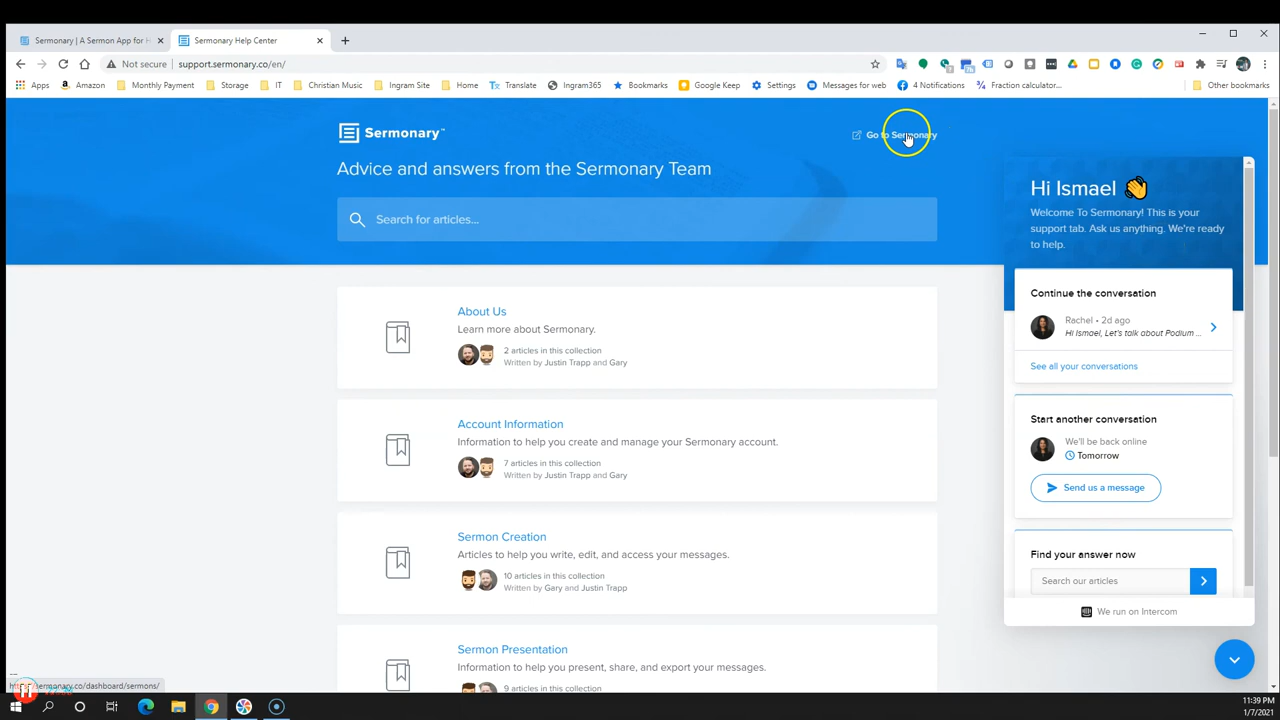 Sermonary | A Sermon App for H
Sermonary Help Center
Not secure
support.sermonary.co/en/
Apps
Amazon
Monthly Payment
Storage
IT
Christian Music
Ingram Site
Home
Translate
Ingram365
Bookmarks
Google Keep
Settings
Messages for web
4 Notifications
Fraction calculator...
Other bookmarks
Sermonary™
Go to Sermonary
Advice and answers from the Sermonary Team
Search for articles...
About Us
Learn more about Sermonary.
2 articles in this collection
Written by Justin Trapp and Gary
Account Information
Information to help you create and manage your Sermonary account.
7 articles in this collection
Written by Justin Trapp and Gary
Sermon Creation
Articles to help you write, edit, and access your messages.
10 articles in this collection
Written by Gary and Justin Trapp
Sermon Presentation
Information to help you present, share, and export your messages.
9 articles in this collection
Hi Ismael 👋
Welcome To Sermonary! This is your
support tab. Ask us anything. We're ready
to help.
Continue the conversation
Rachel • 2d ago
Hi Ismael, Let's talk about Podium ...
See all your conversations
Start another conversation
We'll be back online
Tomorrow
Send us a message
Find your answer now
Search our articles
We run on Intercom
sermonary.co/dashboard/sermons/
11:39 PM
1/7/2021